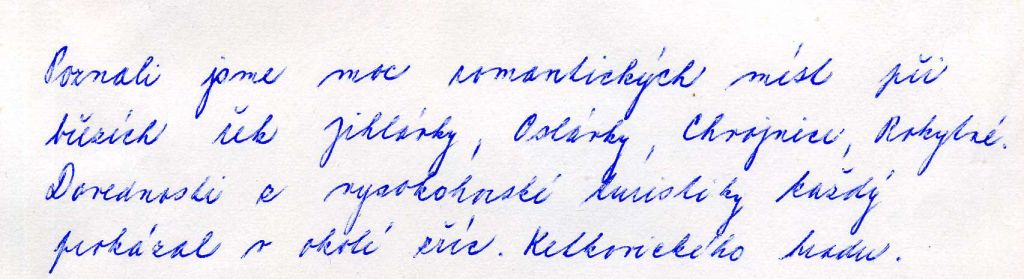 Poznali jsme moc romantických míst při
březích řek Jihlávky, Oslávky, Chvojnice, Rokytné.
Dovednosti z vysokohorské turistiky každý
prokázal v okolí zříc. Ketkovického hradu.